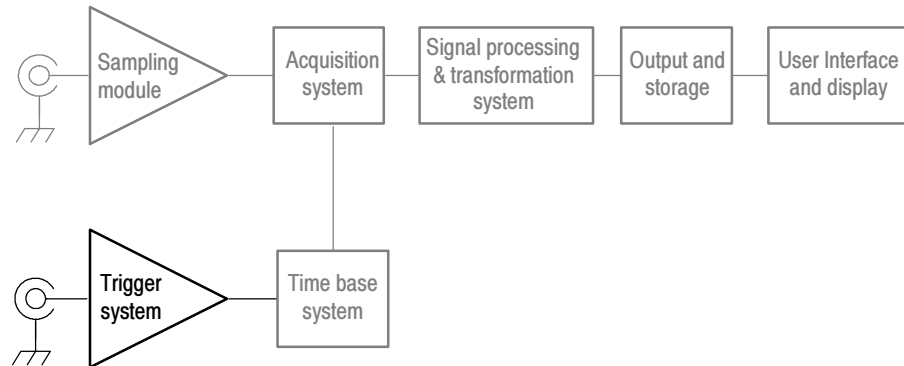 Sampling
module
Acquisition
system
Signal processing
& transformation
system
Output and
storage
User Interface
and display
Trigger
system
Time base
system